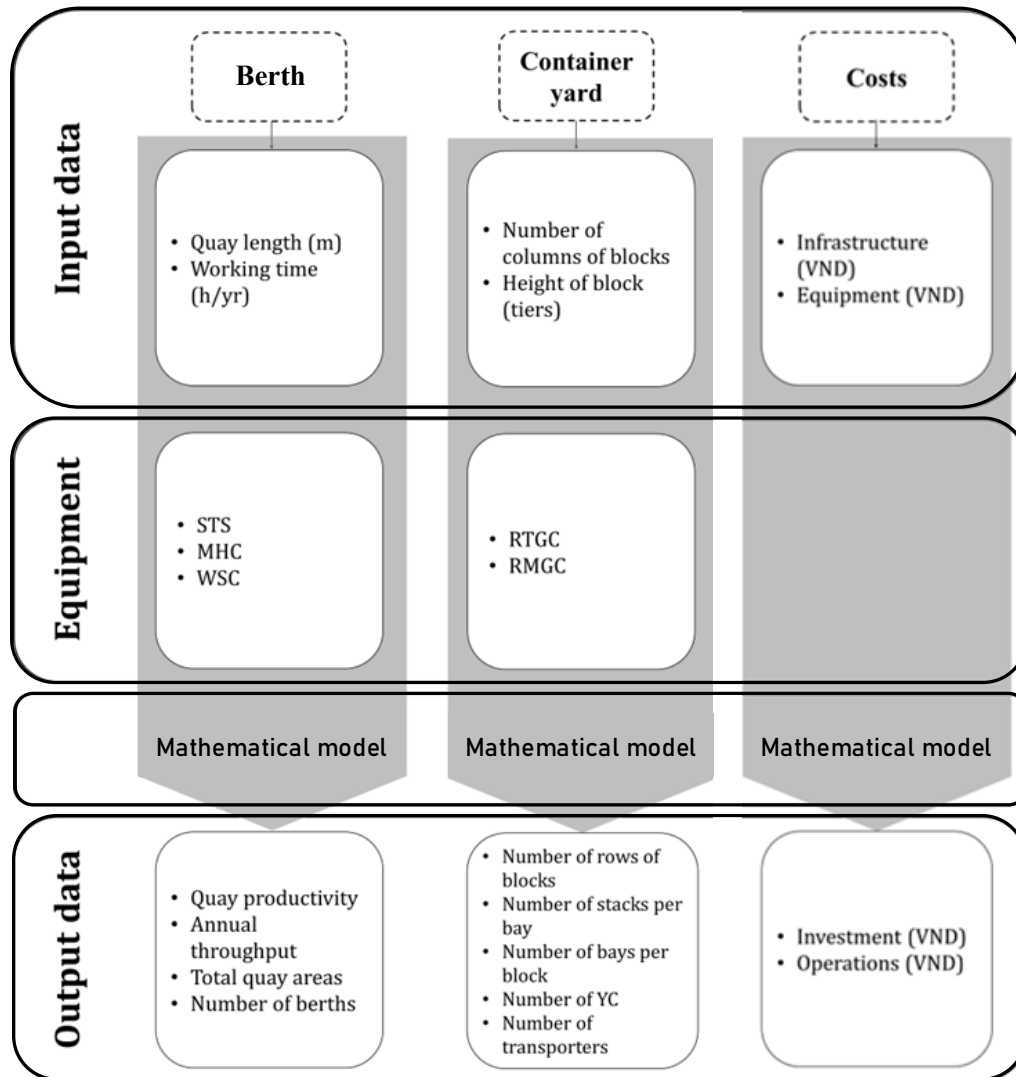 Berth
Container
yard
Costs
Input data
• Quay length (m)
• Working time
(h/yr)
• Number of
columns of blocks
• Height of block
(tiers)
• Infrastructure
(VND)
• Equipment (VND)
Equipment
• STS
• MHC
• WSC
• RTGC
• RMGC
Mathematical model
Mathematical model
Mathematical model
Output data
• Quay productivity
• Annual
throughput
• Total quay areas
• Number of berths
• Number of rows of
blocks
• Number of stacks per
bay
• Number of bays per
block
• Number of YC
• Number of
transporters
• Investment (VND)
• Operations (VND)